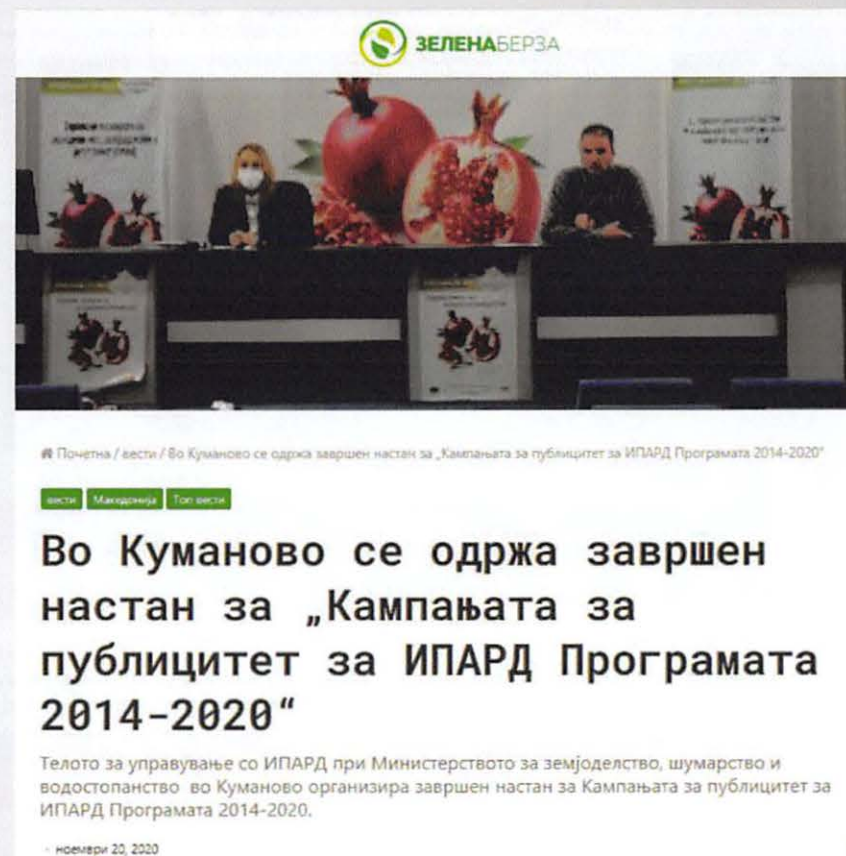 ЗЕЛЕНАБЕРЗА
Почетна / вести / Во Куманово се одржа завршен настан за „Кампањата за публицитет за ИПАРД Програмата 2014-2020“
вести Македонија Топ вести
Во Куманово се одржа завршен
настан за „Кампањата за
публицитет за ИПАРД Програмата
2014-2020“
Телото за управување со ИПАРД при Министерството за земјоделство, шумарство и
водостопанство во Куманово организира завршен настан за Кампањата за публицитет за
ИПАРД Програмата 2014-2020.
- ноември 20, 2020